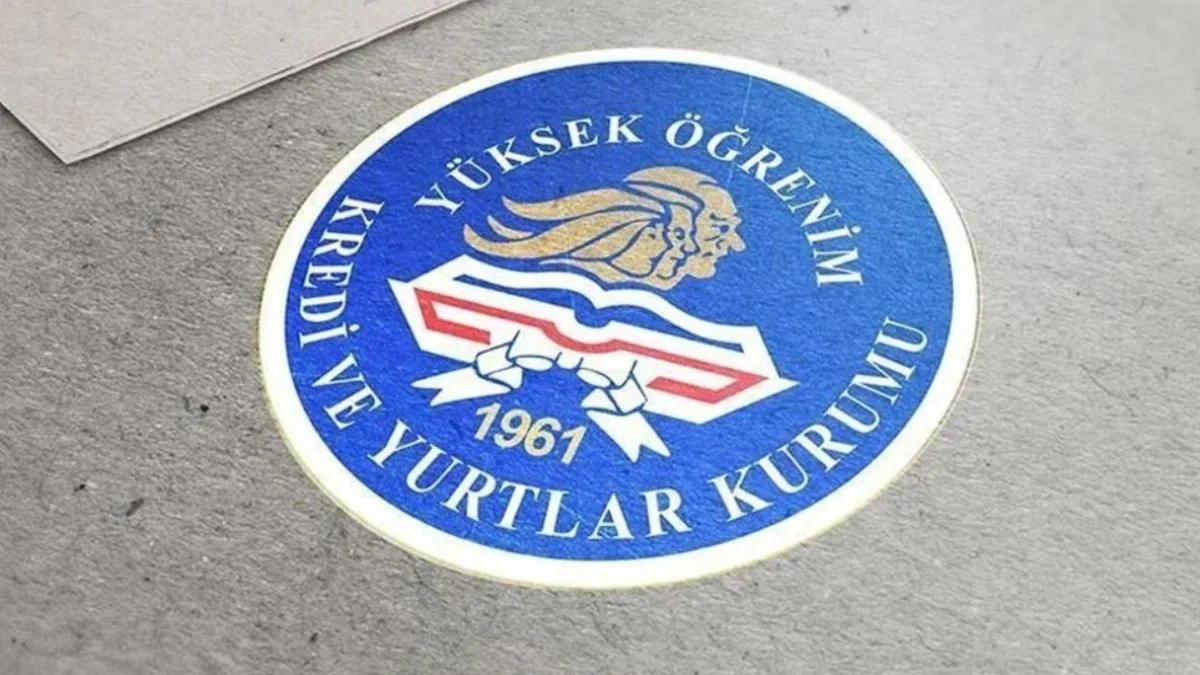 YÜKSEK ÖĞRENİM
KREDİ VE YURTLAR KURUMU
1961